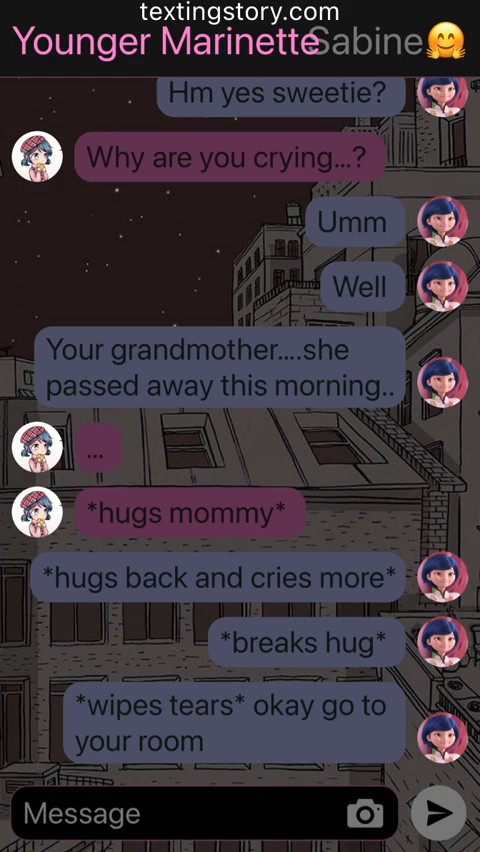 textingstory.com
Younger Marinette Sabine🤗
Hm yes sweetie?
Why are you crying...?
Umm
Well
Your grandmother....she
passed away this morning..
...
*hugs mommy*
*hugs back and cries more*
*breaks hug*
*wipes tears* okay go to
your room
Message